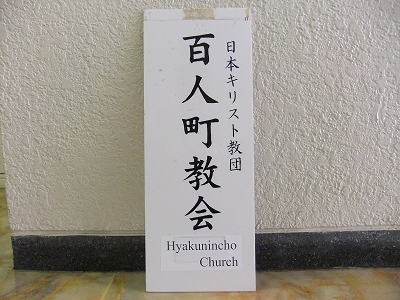 日本キリスト教団
百人町教会
Hyakunincho
Church